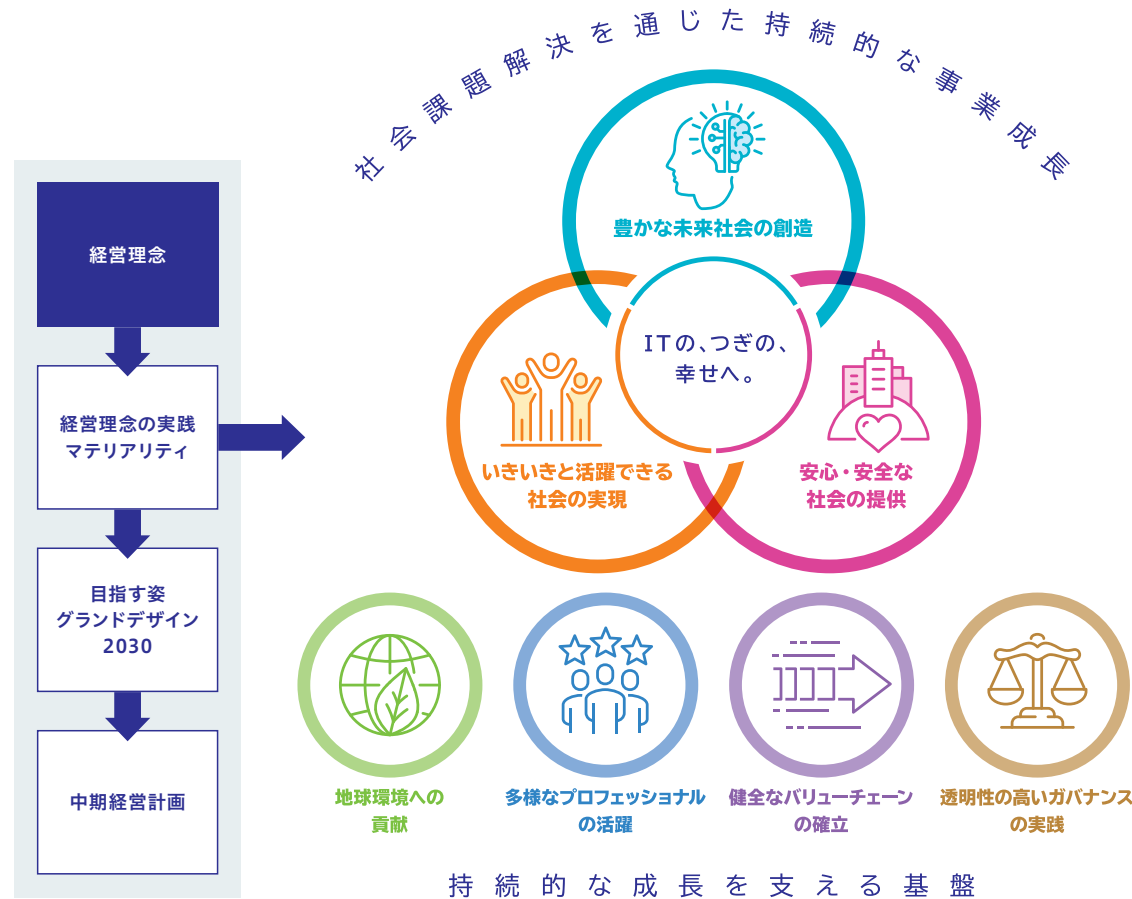 経営理念
経営理念の実践
マテリアリティ
目指す姿
グランドデザイン
2030
中期経営計画
社会課題解決を通じた持続的な事業成長
豊かな未来社会の創造
ITの、つぎの、
幸せへ。
いきいきと活躍できる
社会の実現
安心・安全な
社会の提供
地球環境への
貢献
多様なプロフェッショナル
の活躍
健全なバリューチェーン
の確立
透明性の高いガバナンス
の実践
持続的な成長を支える基盤